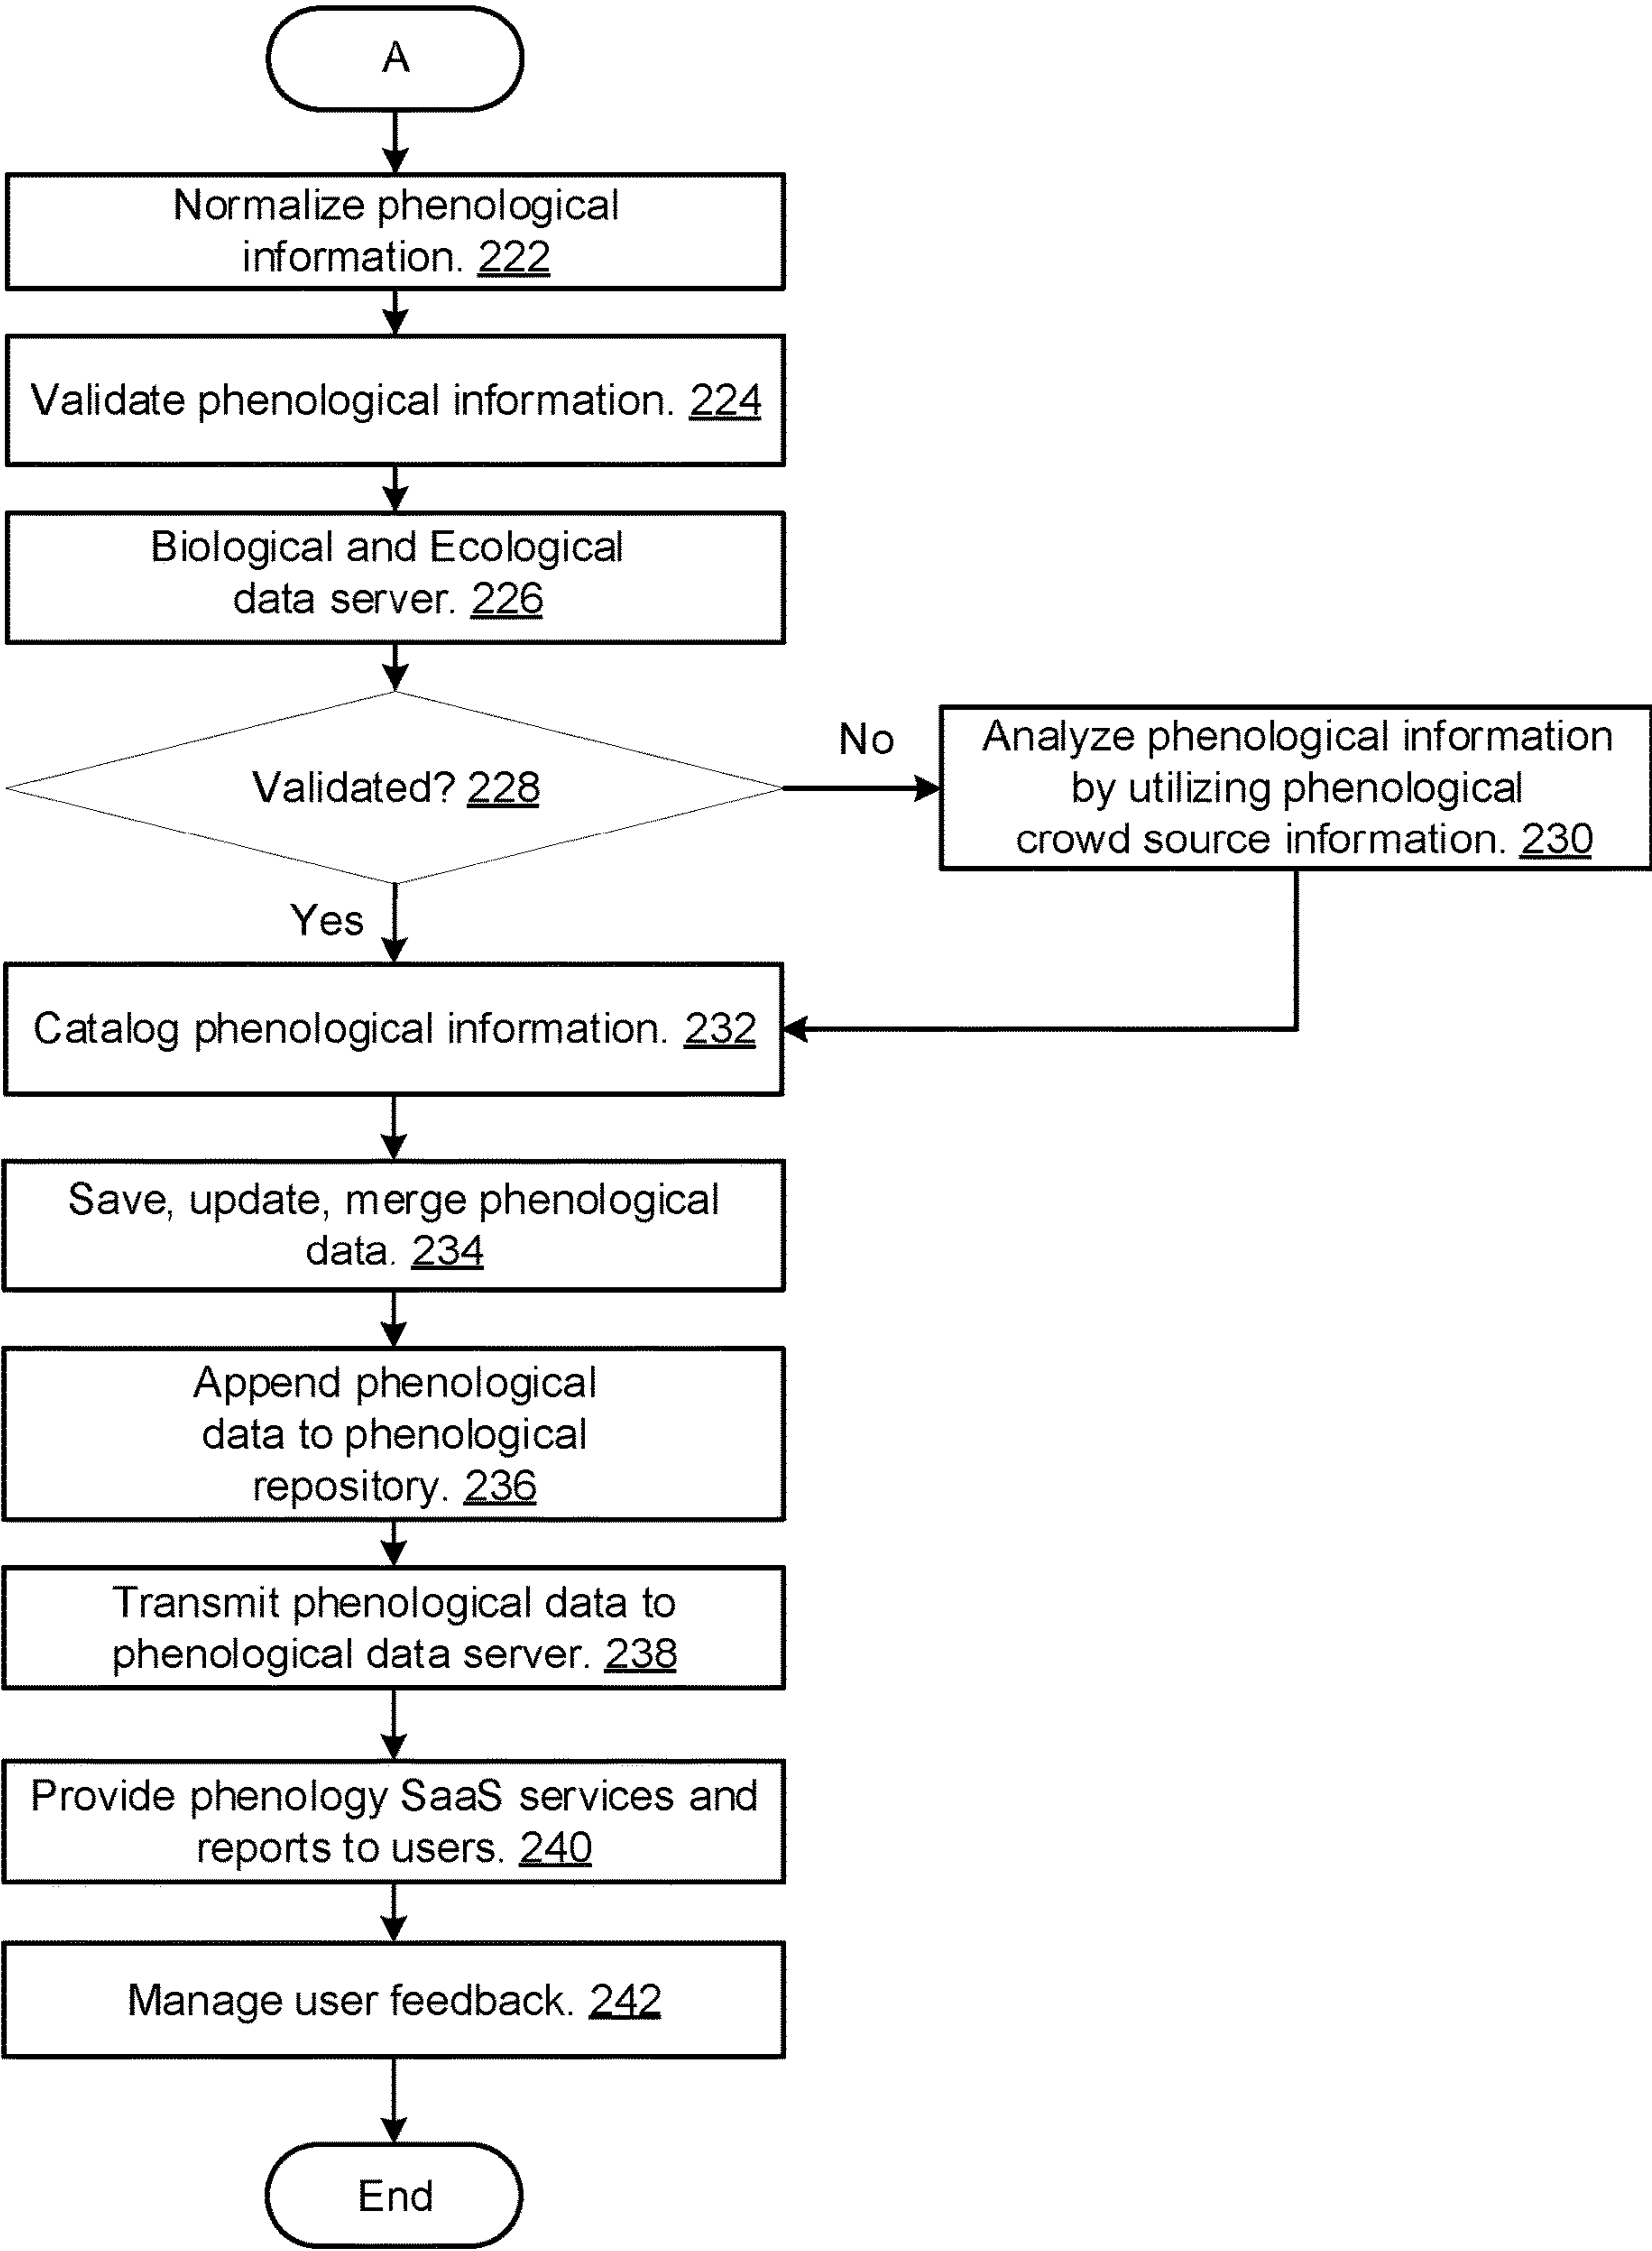 A
Normalize phenological
information. 222
Validate phenological information. 224
Biological and Ecological
data server. 226
Validated? 228
No
Analyze phenological information
by utilizing phenological
crowd source information. 230
Yes
Catalog phenological information. 232
Save, update, merge phenological
data. 234
Append phenological
data to phenological
repository. 236
Transmit phenological data to
phenological data server. 238
Provide phenology SaaS services and
reports to users. 240
Manage user feedback. 242
End